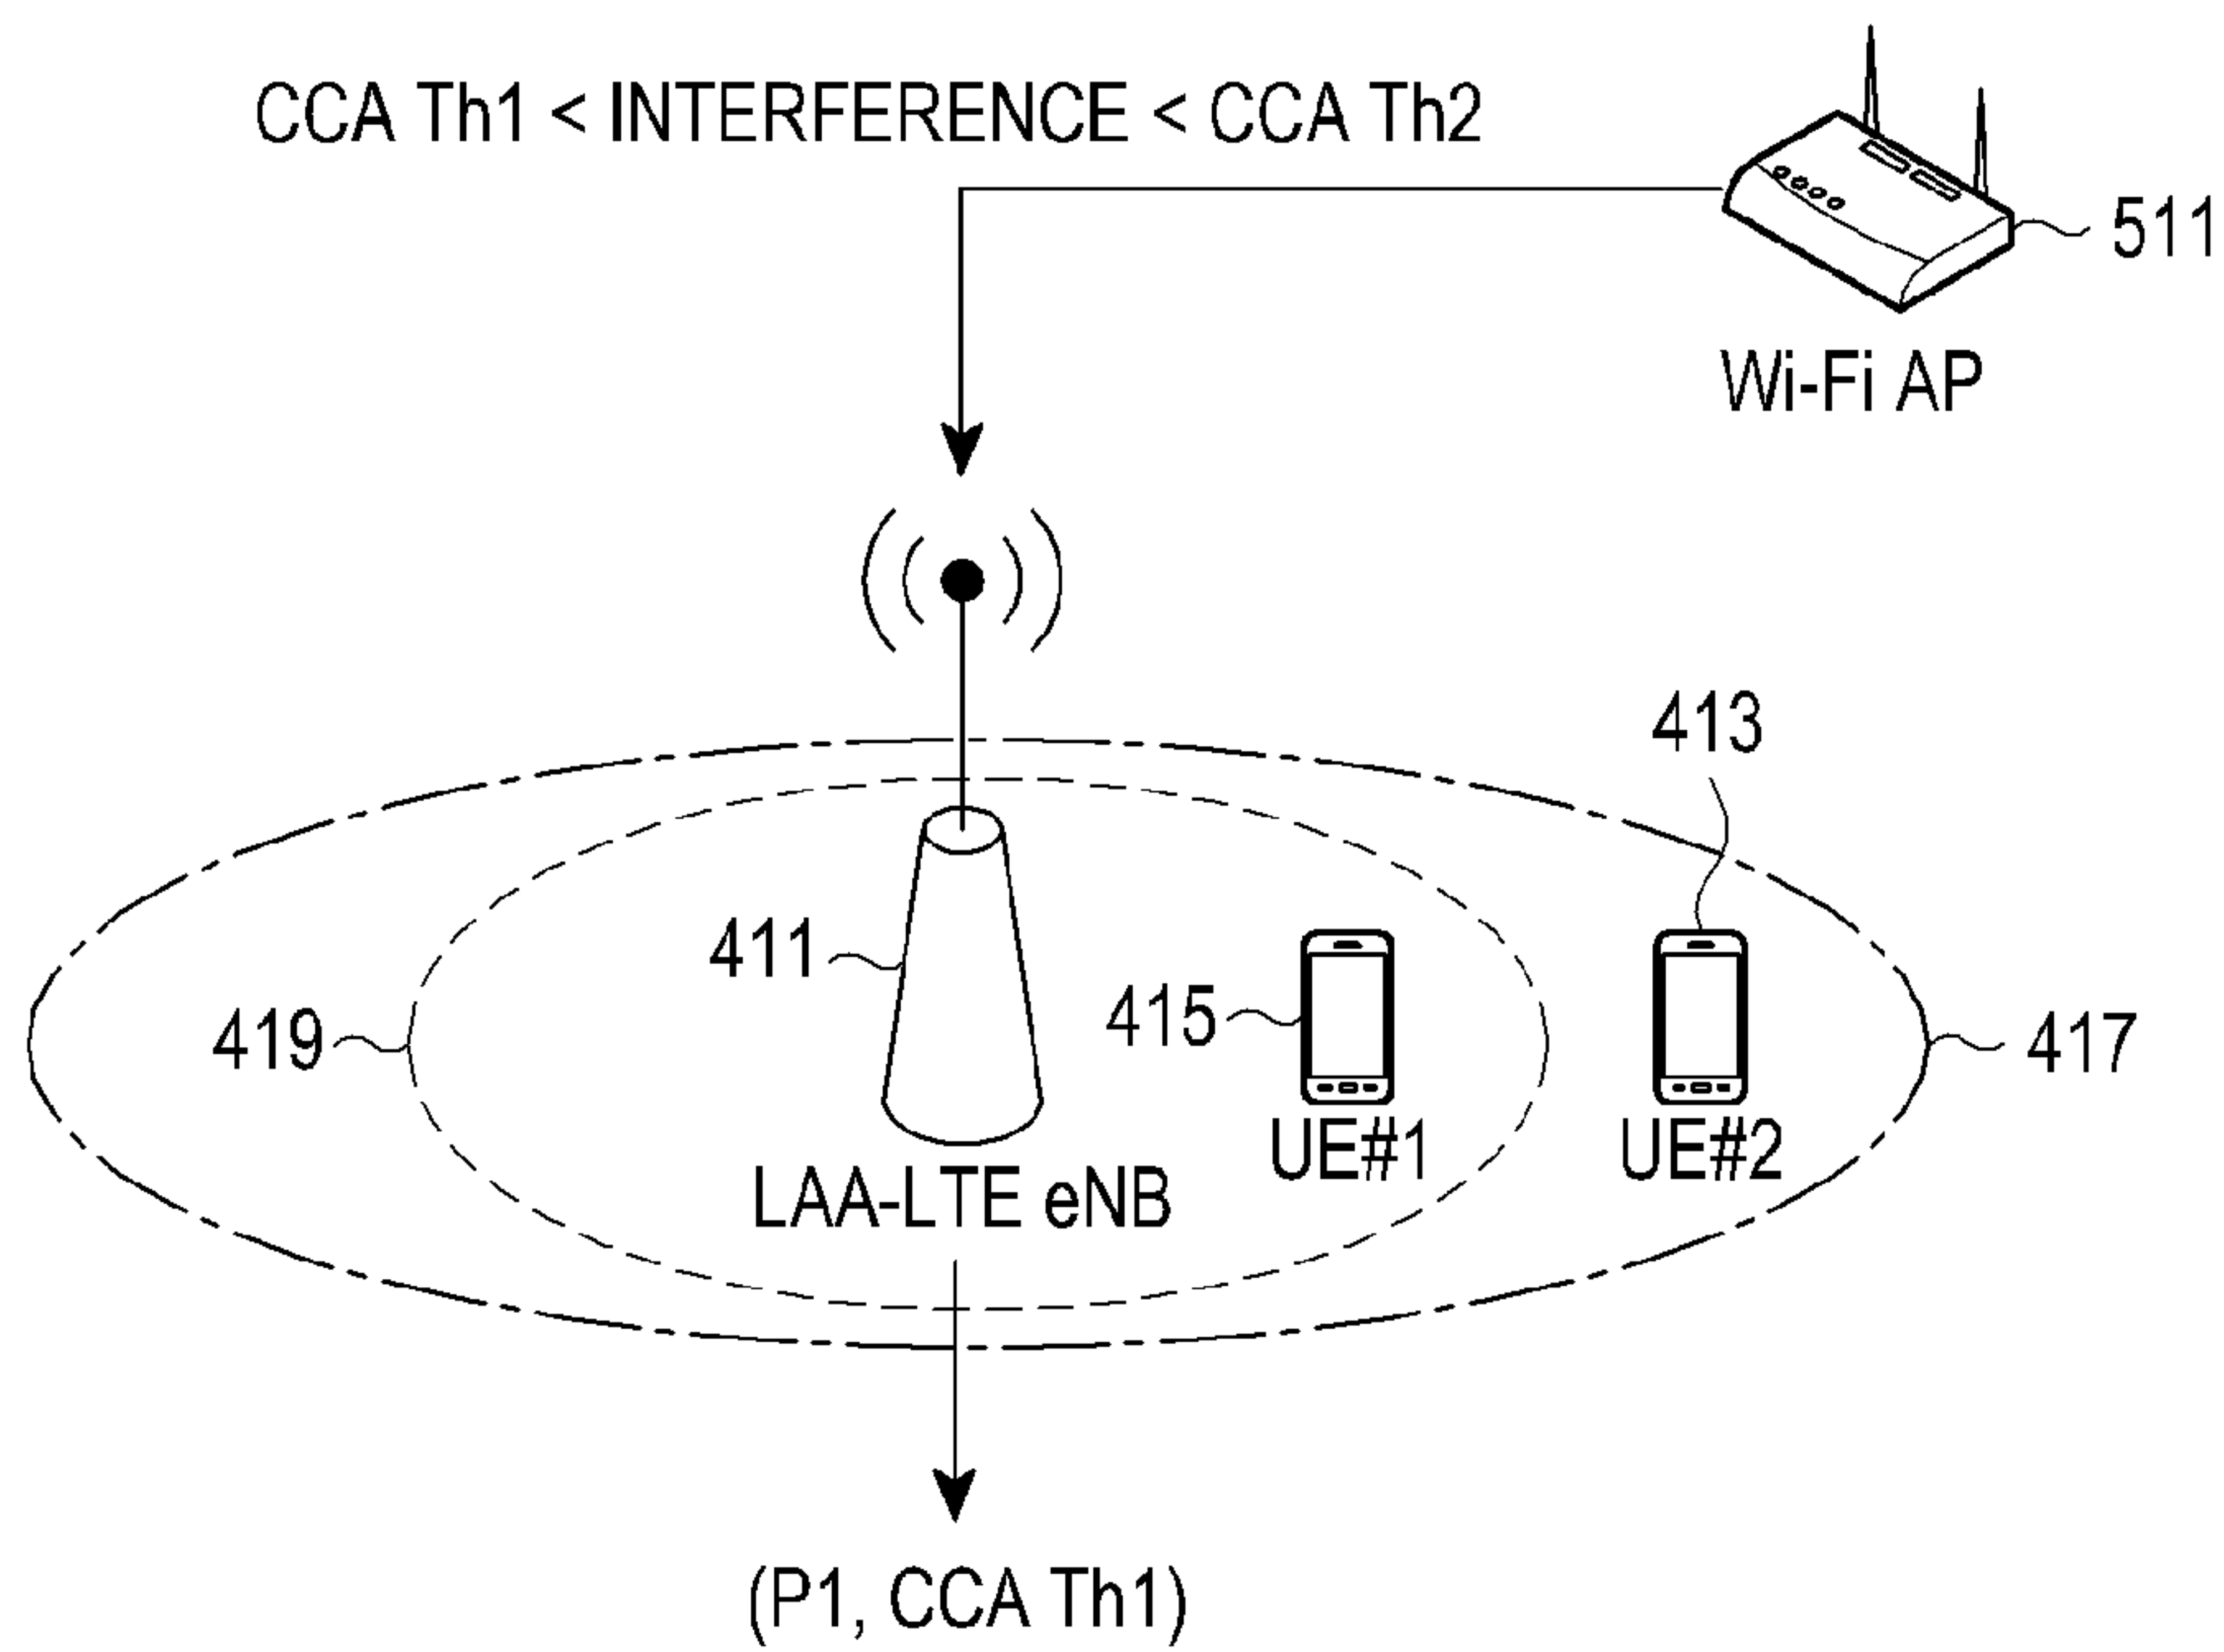 CCA Th1 < INTERFERENCE < CCA Th2
511
Wi-Fi AP
413
411
415
419
417
UE#1
UE#2
LAA-LTE eNB
(P1, CCA Th1)